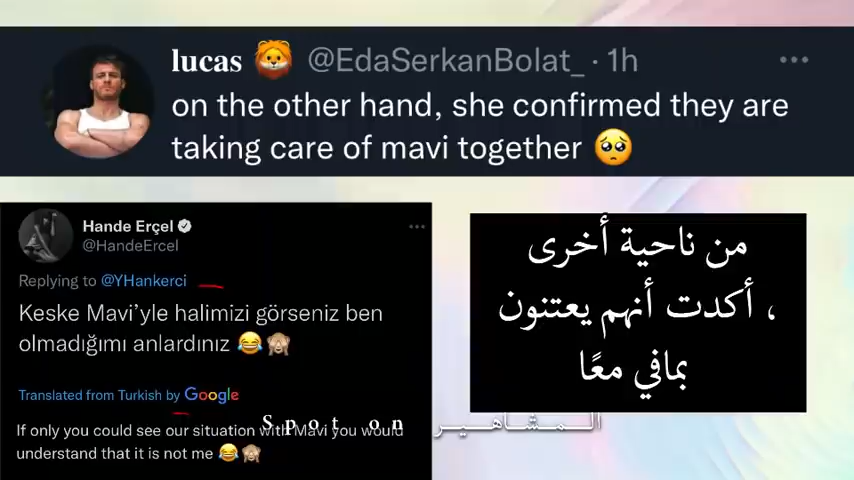 lucas 🦁 @EdaSerkanBolat_ · 1h
on the other hand, she confirmed they are
taking care of mavi together 🥺
Hande Erçel
@HandeErcel
Replying to @YHankerci
Keske Mavi’yle halimizi görseniz ben
olmadığımı anlardınız 😂🙈
Translated from Turkish by Google
If only you could see our situation with Mavi you would
understand that it is not me 😂🙈
من ناحية أخرى
، أكدت أنهم يعتنون
بمافي معًا
Spot on المشاهير